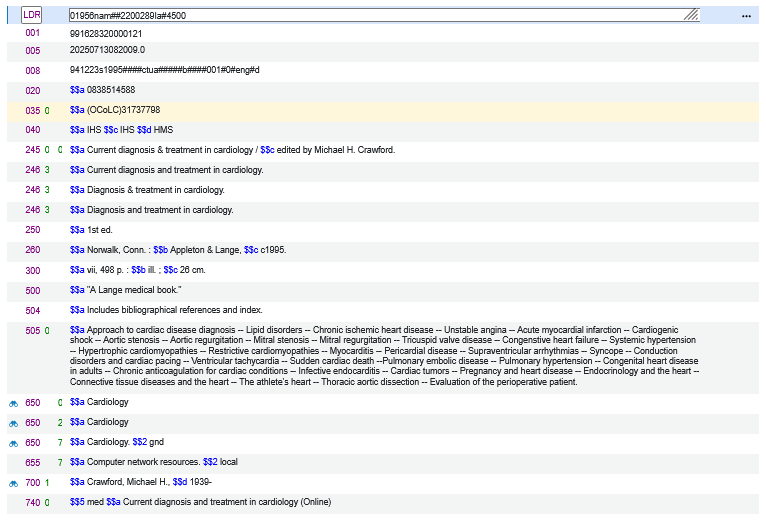 LDR 01956nam##2200289Ia#4500 ...
001 991628320000121
005 20250713082009.0
008 941223s1995####ctua#####b####001#0#eng#d
020 $$a 0838514588
035 0 $$a (OCoLC)31737798
040 $$a IHS $$c IHS $$d HMS
245 0 0 $$a Current diagnosis & treatment in cardiology / $$c edited by Michael H. Crawford.
246 3 $$a Current diagnosis and treatment in cardiology.
246 3 $$a Diagnosis & treatment in cardiology.
246 3 $$a Diagnosis and treatment in cardiology.
250 $$a 1st ed.
260 $$a Norwalk, Conn. : $$b Appleton & Lange, $$c c1995.
300 $$a vii, 498 p. : $$b ill. ; $$c 26 cm.
500 $$a "A Lange medical book."
504 $$a Includes bibliographical references and index.
505 0 $$a Approach to cardiac disease diagnosis -- Lipid disorders -- Chronic ischemic heart disease -- Unstable angina -- Acute myocardial infarction -- Cardiogenic
shock -- Aortic stenosis -- Aortic regurgitation -- Mitral stenosis -- Mitral regurgitation -- Tricuspid valve disease -- Congenstive heart failure -- Systemic hypertension
-- Hypertrophic cardiomyopathies -- Restrictive cardiomyopathies -- Myocarditis -- Pericardial disease -- Supraventricular arrhythmias -- Syncope -- Conduction
disorders and cardiac pacing -- Ventricular tachycardia -- Sudden cardiac death --Pulmonary embolic disease -- Pulmonary hypertension -- Congenital heart disease
in adults -- Chronic anticoagulation for cardiac conditions -- Infective endocarditis -- Cardiac tumors -- Pregnancy and heart disease -- Endocrinology and the heart --
Connective tissue diseases and the heart -- The athlete's heart -- Thoracic aortic dissection -- Evaluation of the perioperative patient.
650 0 $$a Cardiology
650 2 $$a Cardiology
650 7 $$a Cardiology. $$2 gnd
655 7 $$a Computer network resources. $$2 local
700 1 $$a Crawford, Michael H., $$d 1939-
740 0 $$5 med $$a Current diagnosis and treatment in cardiology (Online)